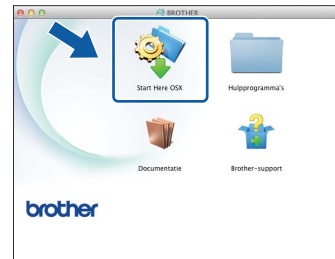 BROTHER
Start Here OSX
Hulpprogramma's
Documentatie
Brother-support
brother